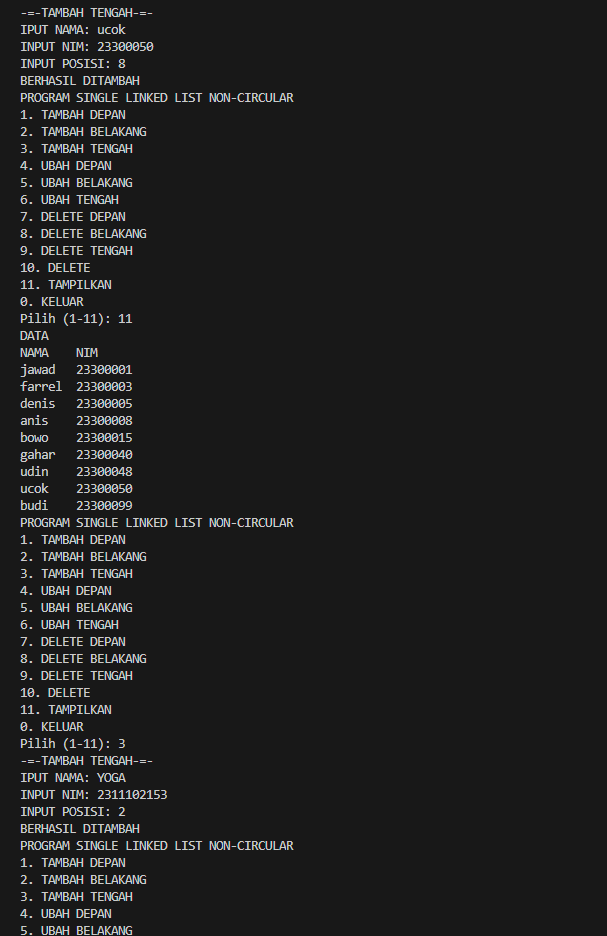 -=-TAMBAH TENGAH-=-
IPUT NAMA: ucok
INPUT NIM: 23300050
INPUT POSISI: 8
BERHASIL DITAMBAH
PROGRAM SINGLE LINKED LIST NON-CIRCULAR
1. TAMBAH DEPAN
2. TAMBAH BELAKANG
3. TAMBAH TENGAH
4. UBAH DEPAN
5. UBAH BELAKANG
6. UBAH TENGAH
7. DELETE DEPAN
8. DELETE BELAKANG
9. DELETE TENGAH
10. DELETE
11. TAMPILKAN
0. KELUAR
Pilih (1-11): 11
DATA
NAMA    NIM
jawad   23300001
farrel  23300003
denis   23300005
anis    23300008
bowo    23300015
gahar   23300040
udin    23300048
ucok    23300050
budi    23300099
PROGRAM SINGLE LINKED LIST NON-CIRCULAR
1. TAMBAH DEPAN
2. TAMBAH BELAKANG
3. TAMBAH TENGAH
4. UBAH DEPAN
5. UBAH BELAKANG
6. UBAH TENGAH
7. DELETE DEPAN
8. DELETE BELAKANG
9. DELETE TENGAH
10. DELETE
11. TAMPILKAN
0. KELUAR
Pilih (1-11): 3
-=-TAMBAH TENGAH-=-
IPUT NAMA: YOGA
INPUT NIM: 2311102153
INPUT POSISI: 2
BERHASIL DITAMBAH
PROGRAM SINGLE LINKED LIST NON-CIRCULAR
1. TAMBAH DEPAN
2. TAMBAH BELAKANG
3. TAMBAH TENGAH
4. UBAH DEPAN
5. UBAH BELAKANG